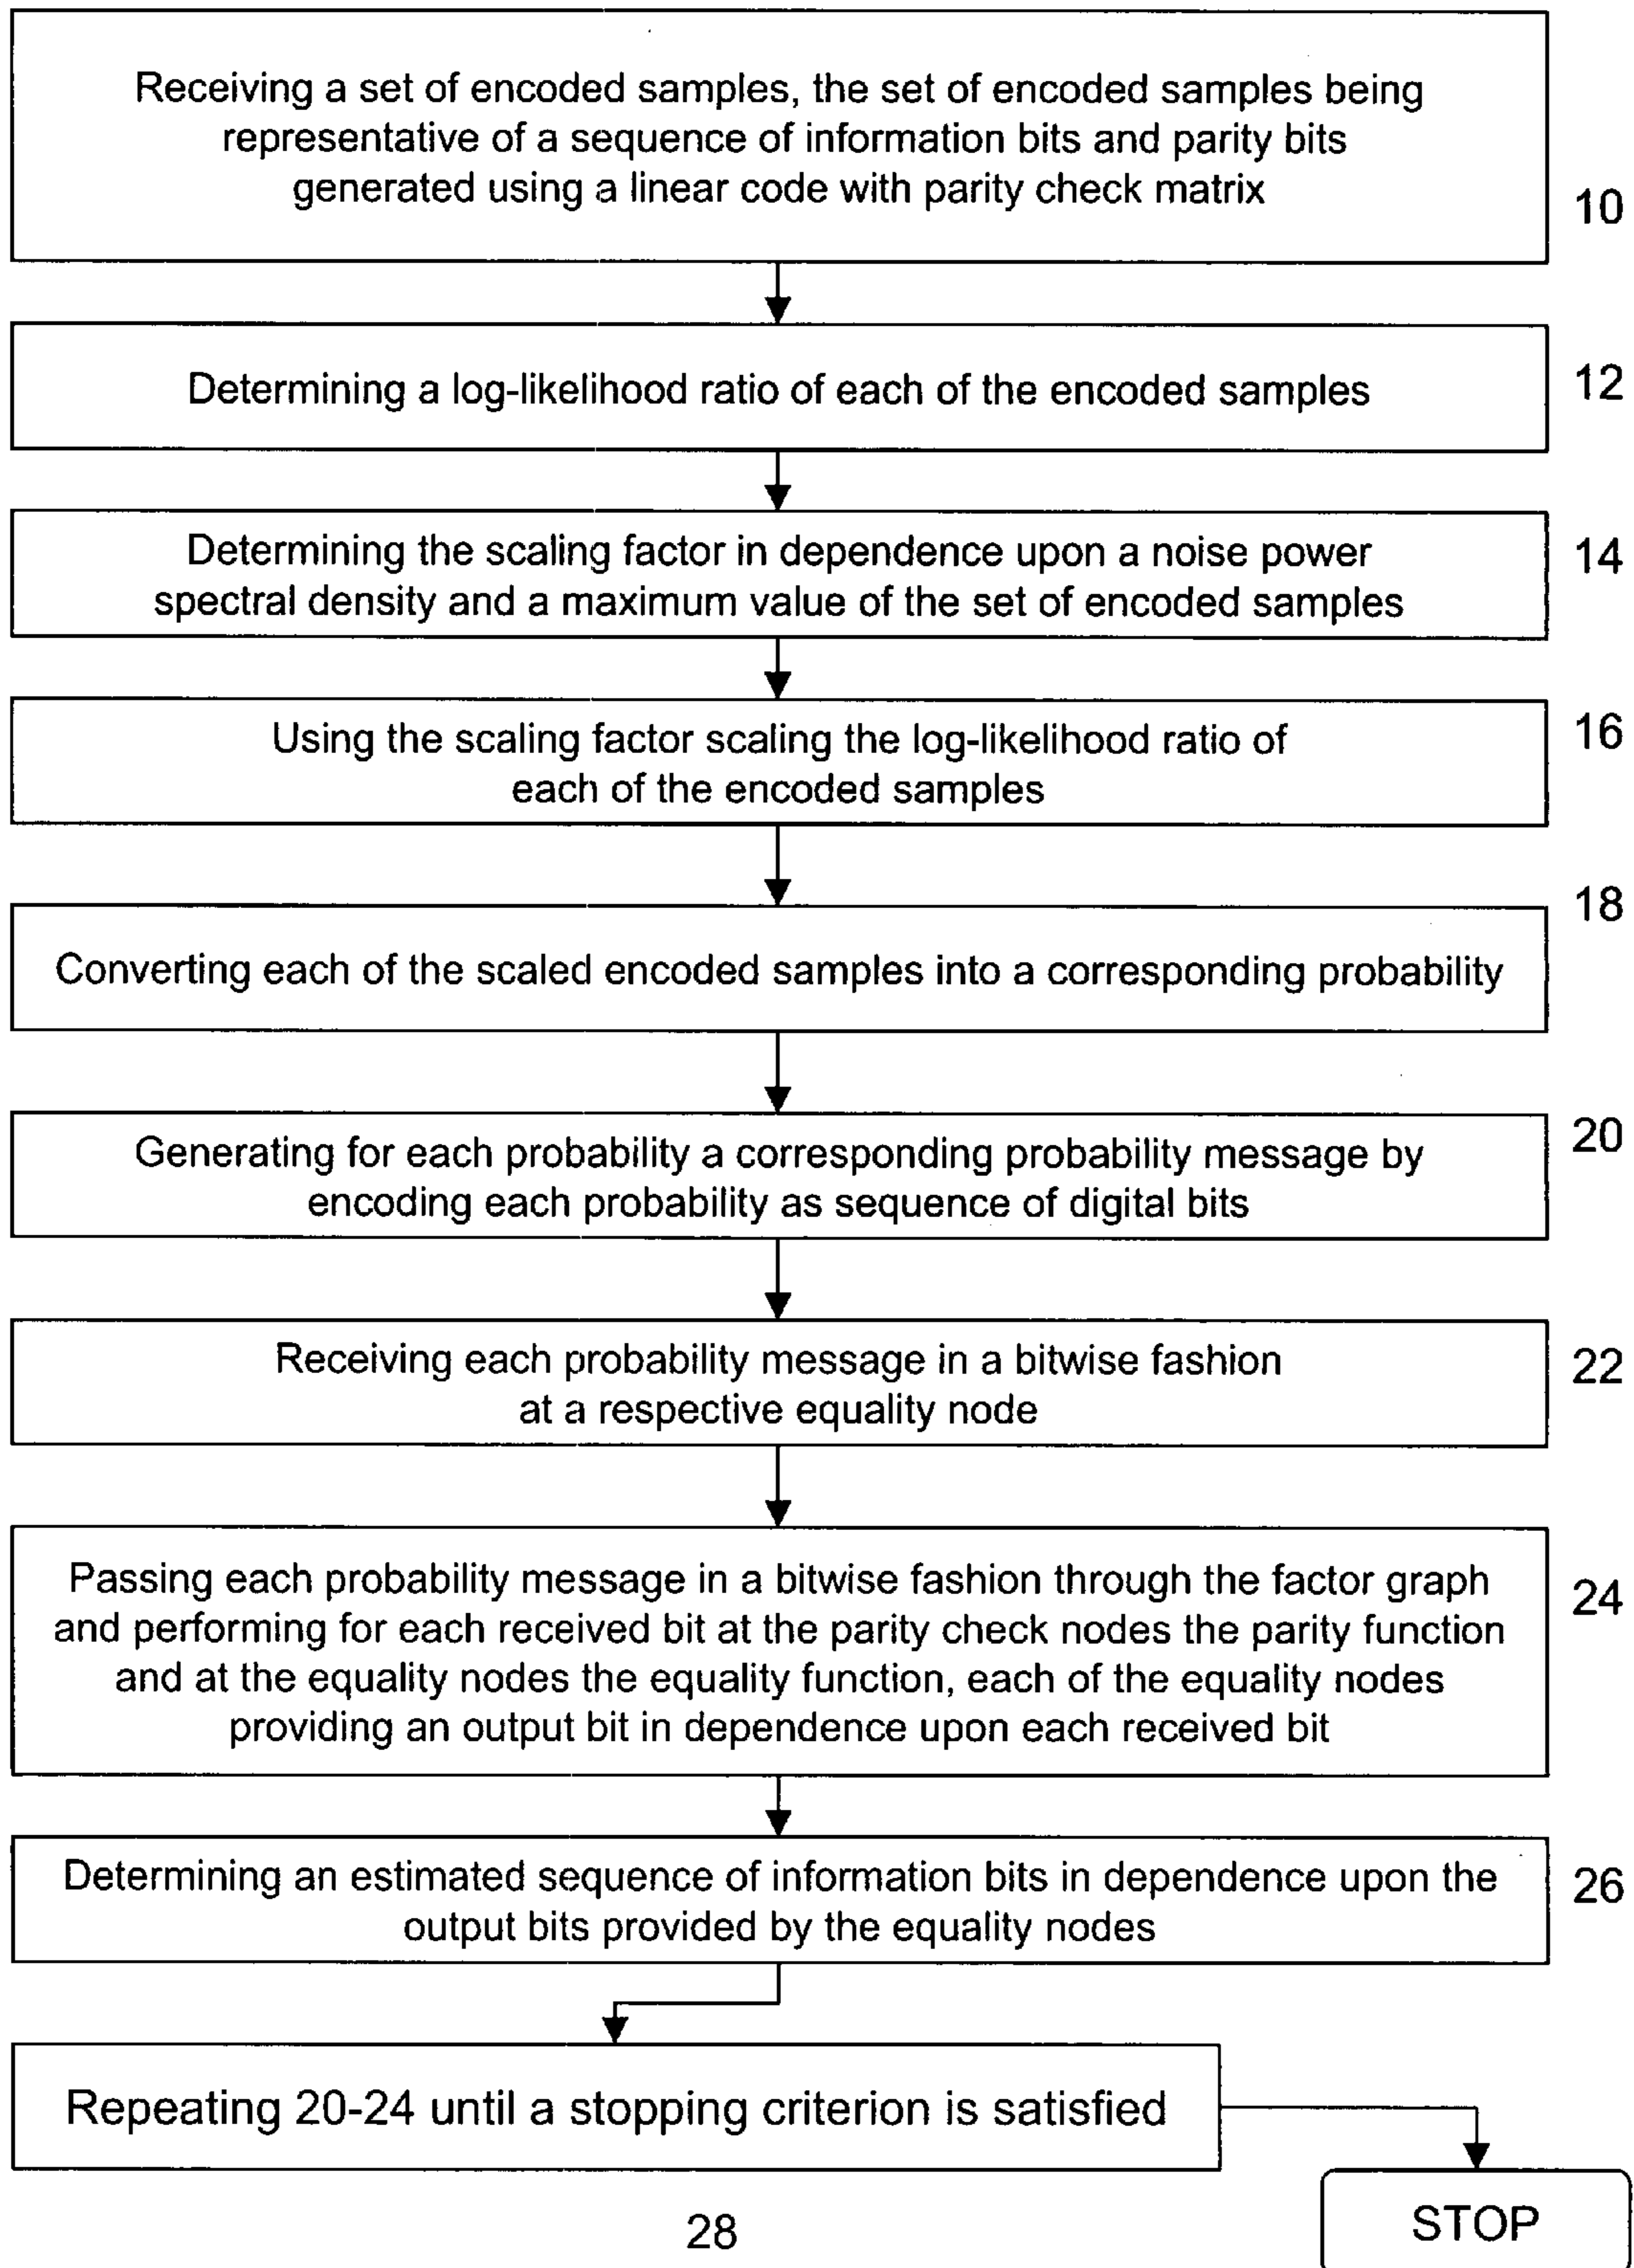 Receiving a set of encoded samples, the set of encoded samples being
representative of a sequence of information bits and parity bits
generated using a linear code with parity check matrix
10
Determining a log-likelihood ratio of each of the encoded samples
12
Determining the scaling factor in dependence upon a noise power
spectral density and a maximum value of the set of encoded samples
14
Using the scaling factor scaling the log-likelihood ratio of
each of the encoded samples
16
Converting each of the scaled encoded samples into a corresponding probability
18
Generating for each probability a corresponding probability message by
encoding each probability as sequence of digital bits
20
Receiving each probability message in a bitwise fashion
at a respective equality node
22
Passing each probability message in a bitwise fashion through the factor graph
and performing for each received bit at the parity check nodes the parity function
and at the equality nodes the equality function, each of the equality nodes
providing an output bit in dependence upon each received bit
24
Determining an estimated sequence of information bits in dependence upon the
output bits provided by the equality nodes
26
Repeating 20-24 until a stopping criterion is satisfied
28
STOP